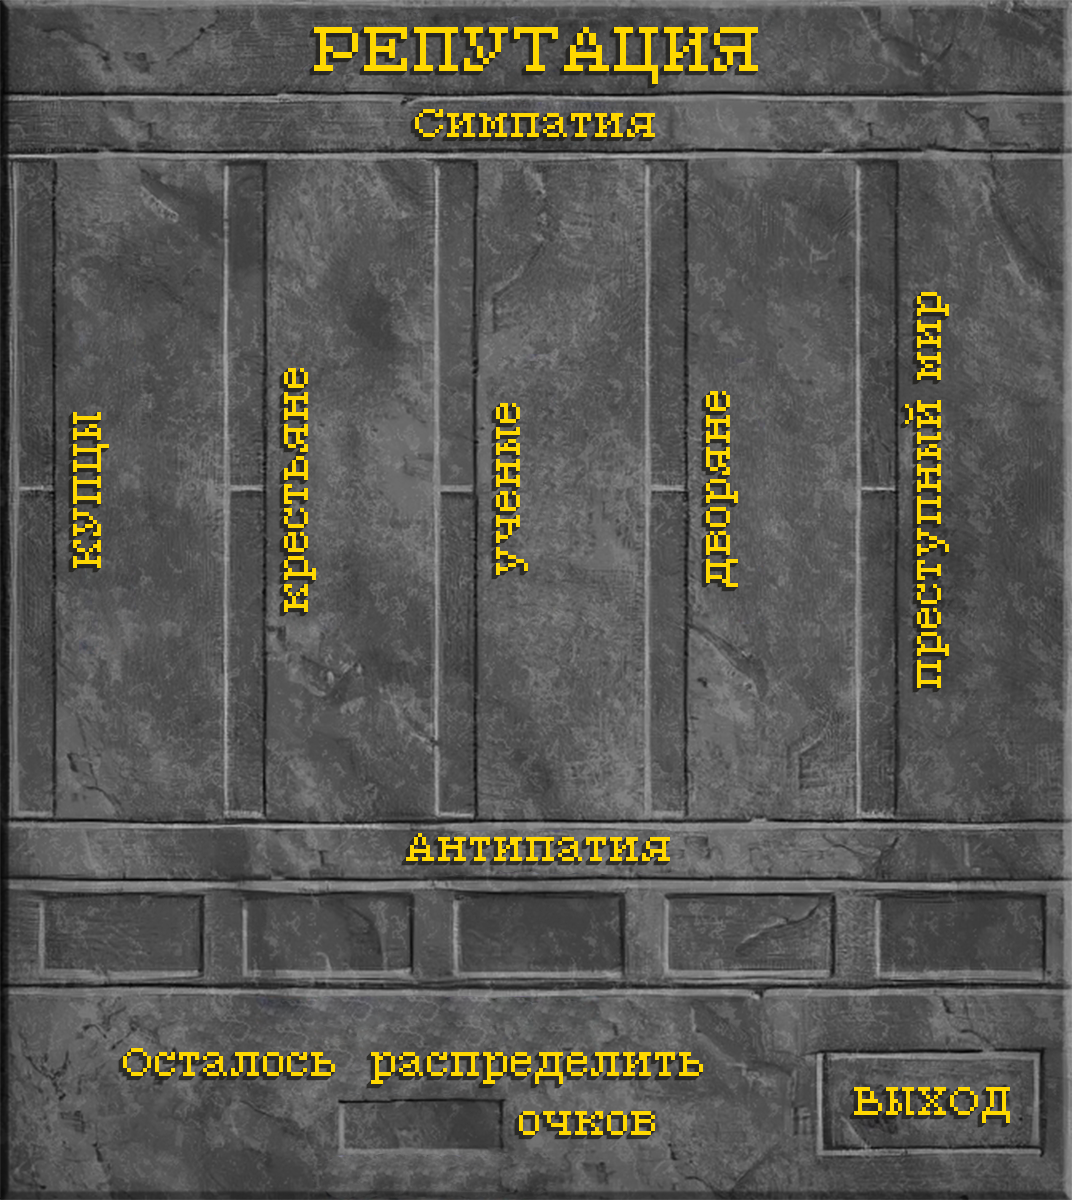 РЕПУТАЦИЯ
Симпатия
купцы
крестьяне
ученые
дворяне
преступный мир
Антипатия
Осталось распределить
очков
ВЫХОД